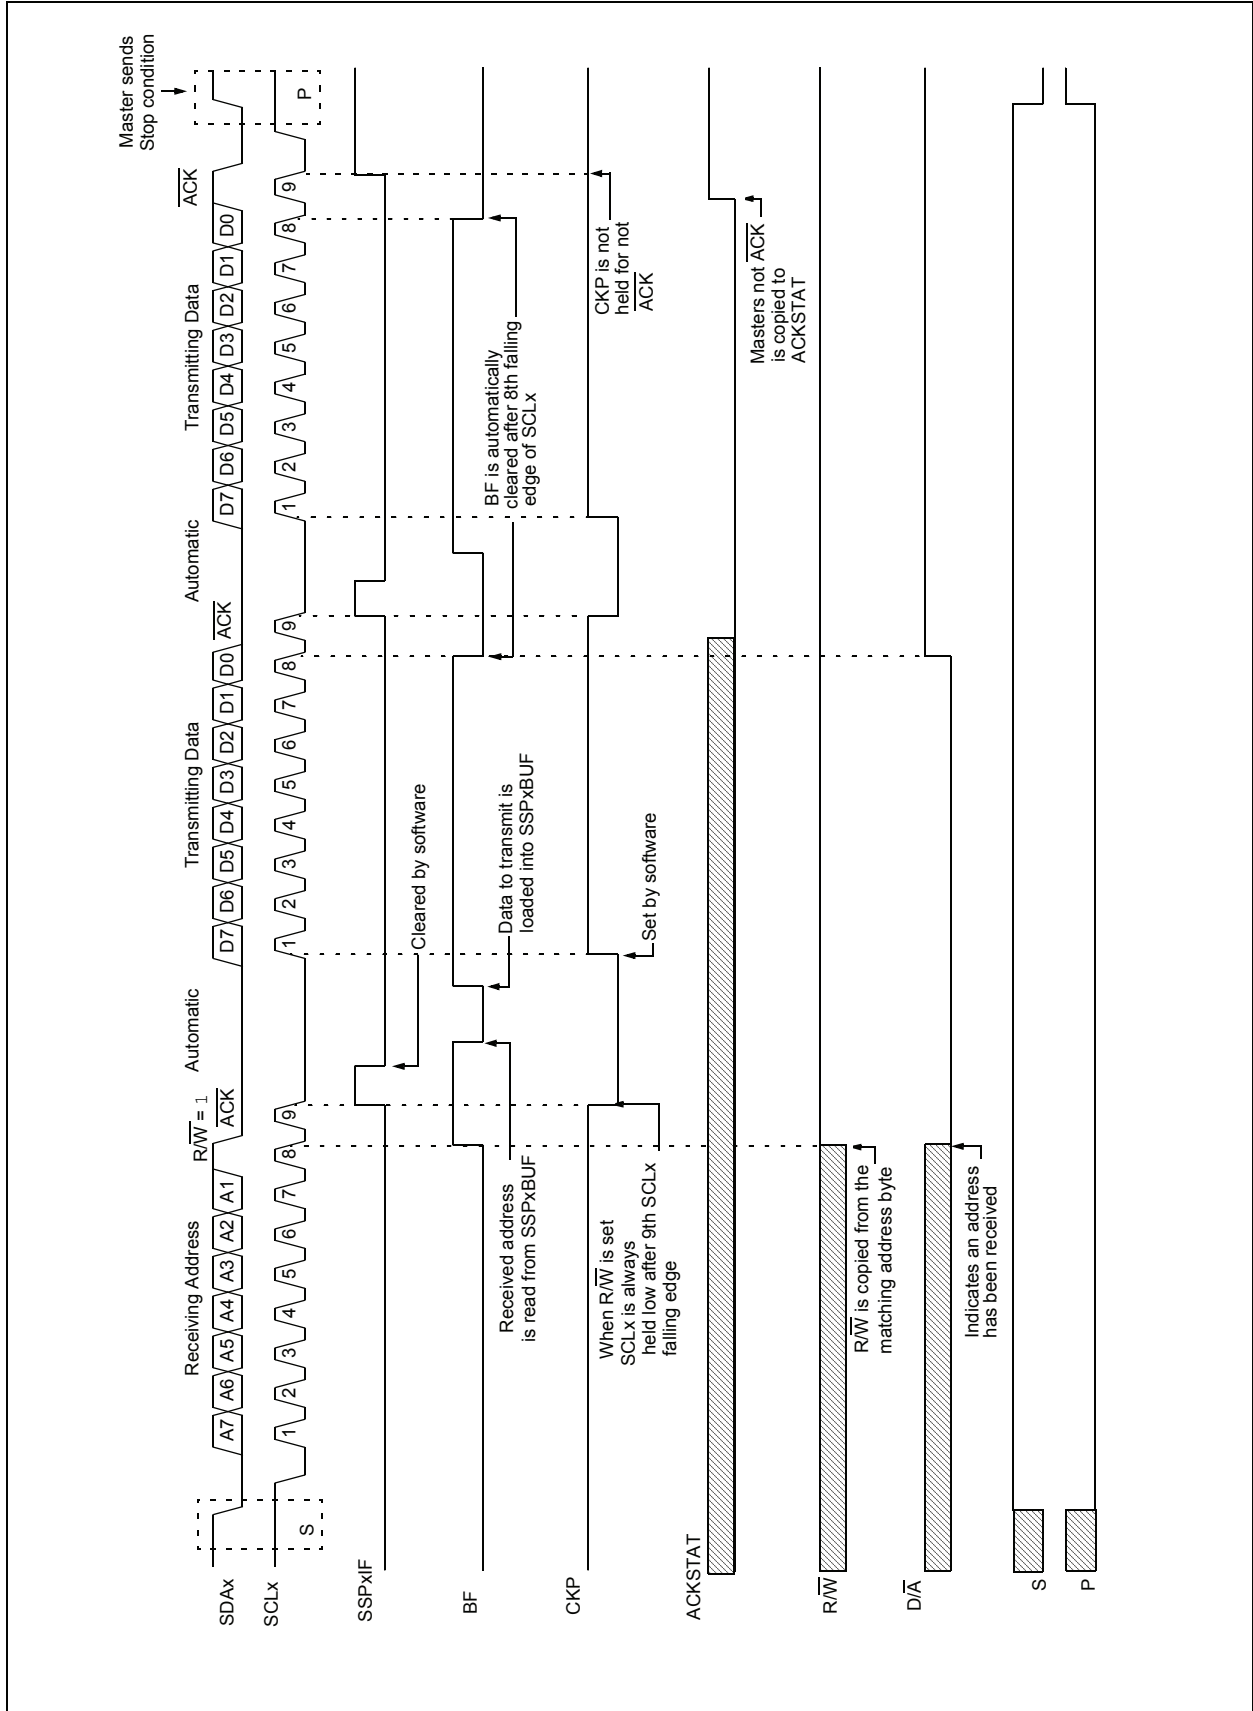 Master sends
Stop condition
Receiving Address
R/W = 1
ACK
Automatic
Transmitting Data
ACK
Automatic
Transmitting Data
ACK
SDAx
A7 A6 A5 A4 A3 A2 A1
D7 D6 D5 D4 D3 D2 D1 D0
D7 D6 D5 D4 D3 D2 D1 D0
SCLx
S
1 2 3 4 5 6 7 8 9
1 2 3 4 5 6 7 8 9
1 2 3 4 5 6 7 8 9
P
SSPxIF
Cleared by software
BF
Received address
is read from SSPxBUF
Data to transmit is
loaded into SSPxBUF
BF is automatically
cleared after 8th falling
edge of SCLx
CKP
When R/W is set
SCLx is always
held low after 9th SCLx
falling edge
Set by software
CKP is not
held for not
ACK
ACKSTAT
Masters not ACK
is copied to
ACKSTAT
R/W
R/W is copied from the
matching address byte
D/A
Indicates an address
has been received
S
P